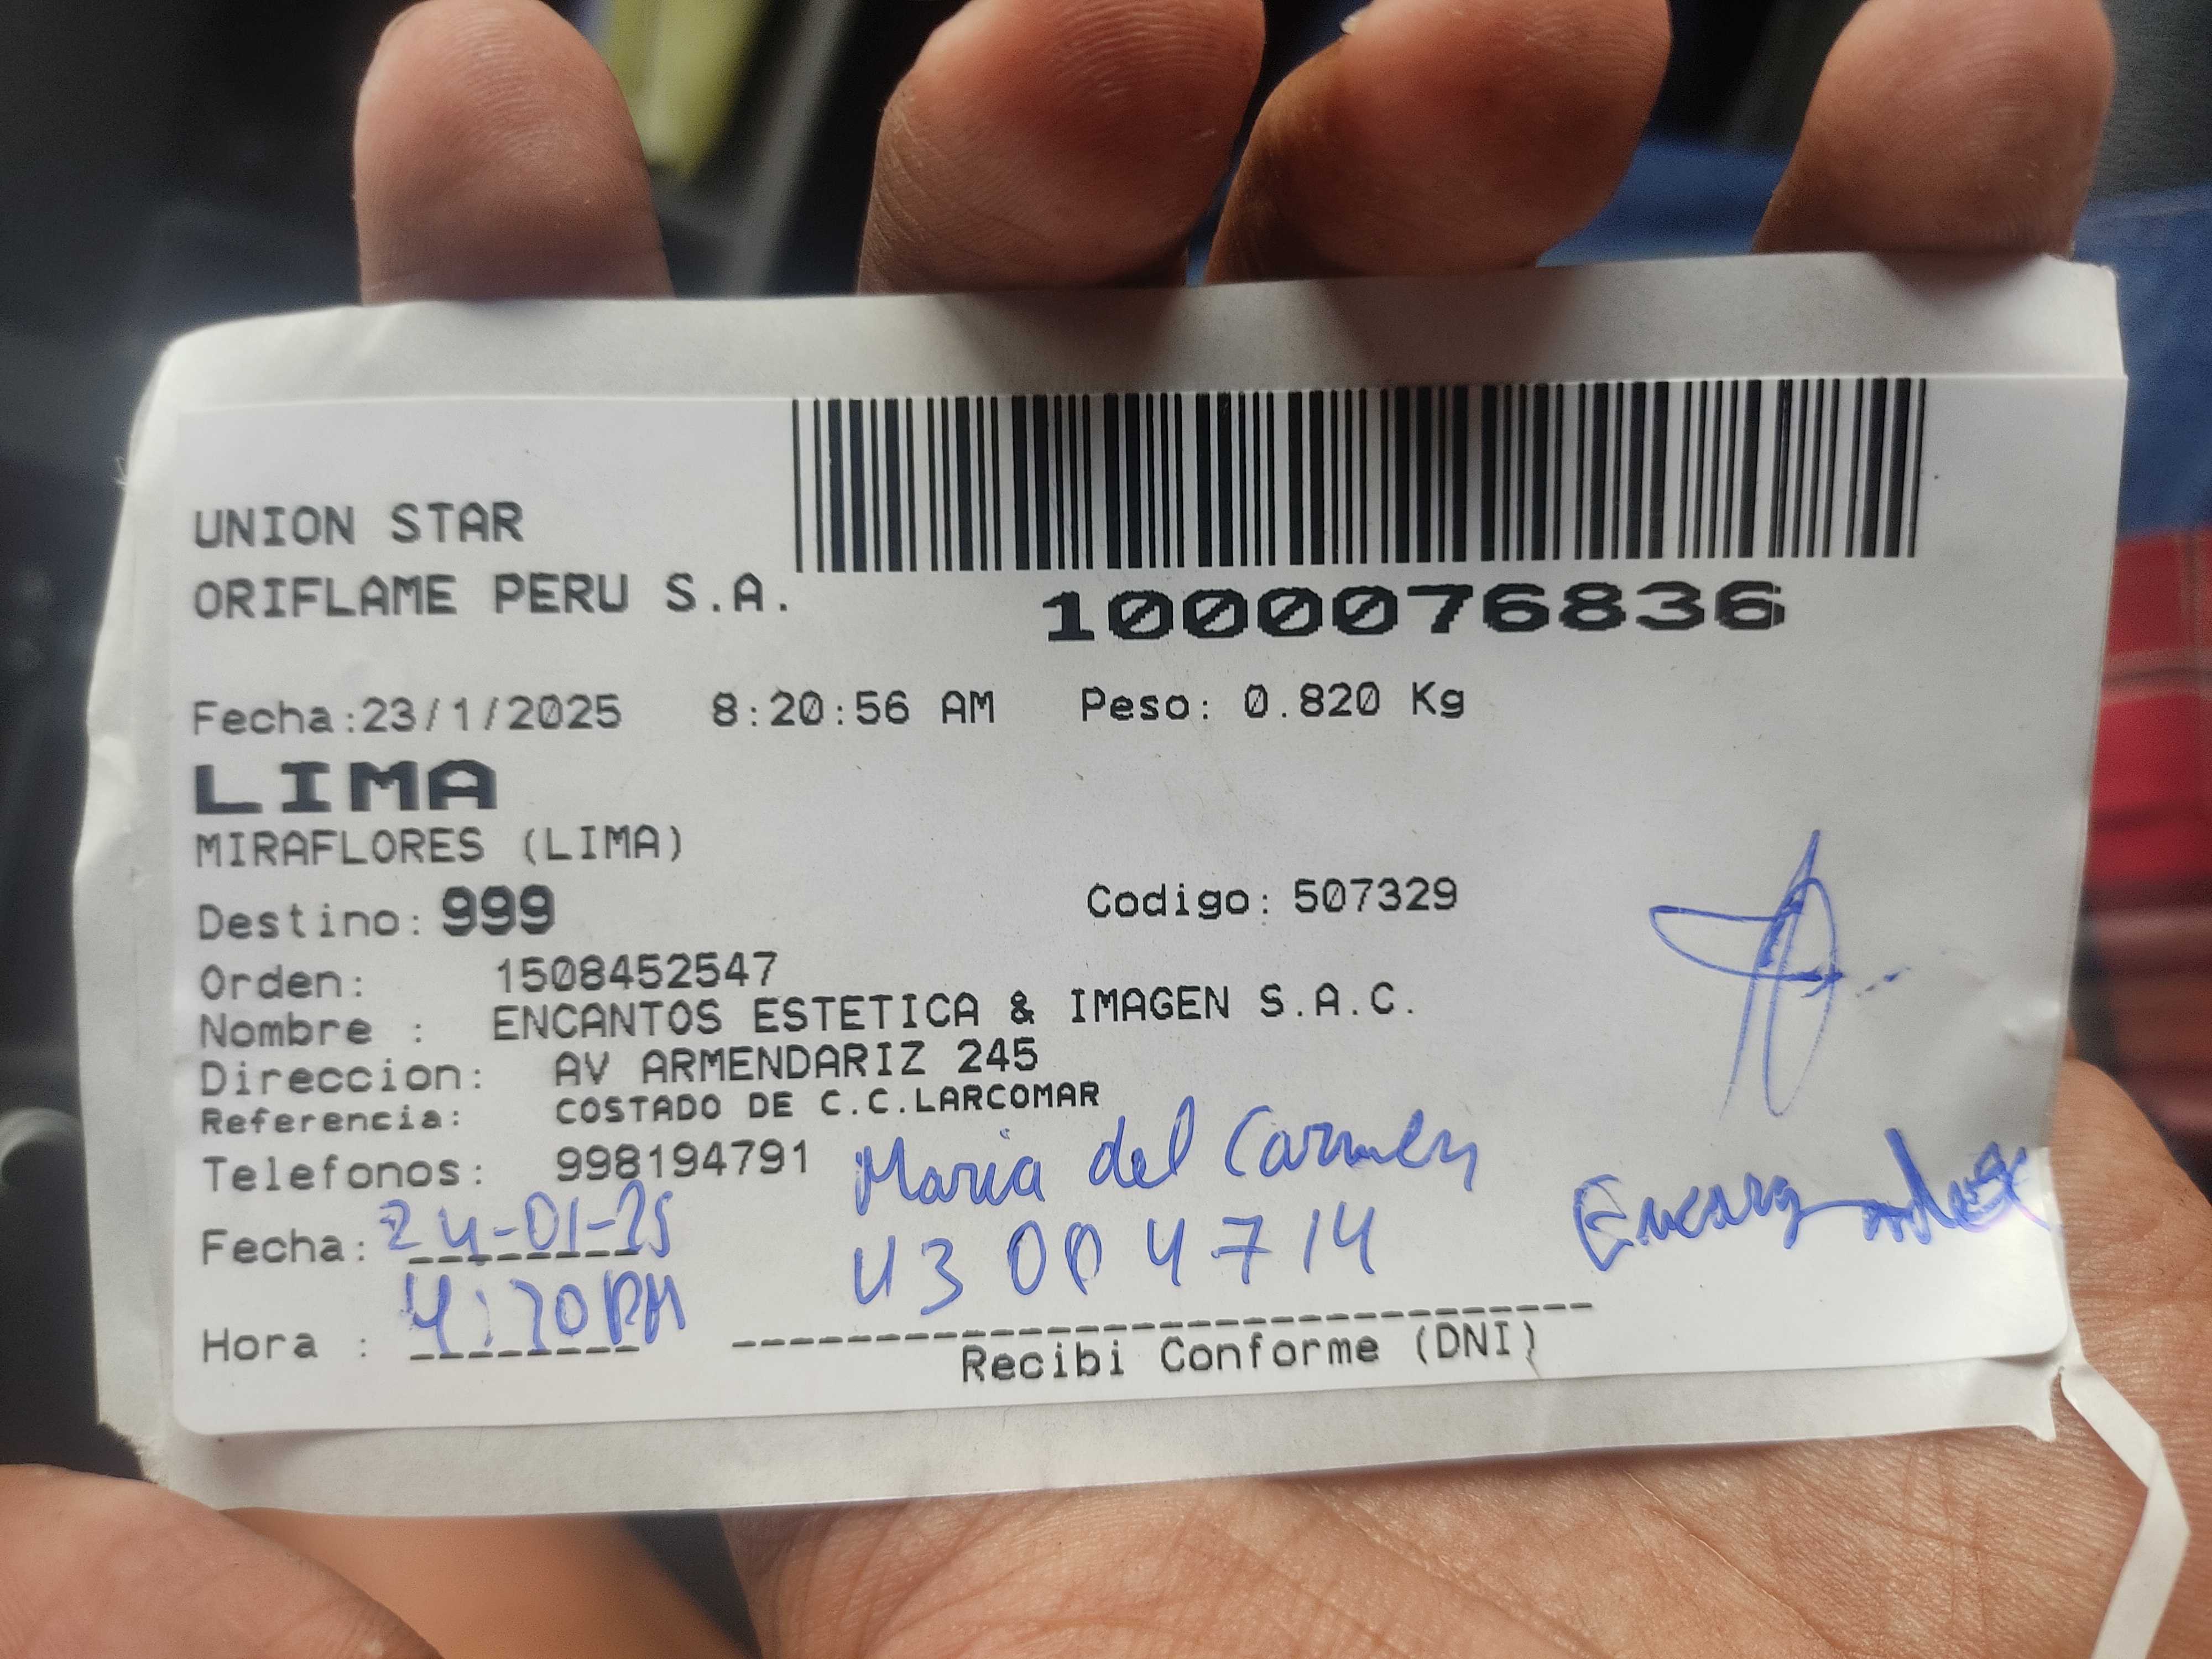 UNION STAR
ORIFLAME PERU S.A.
1000076836
Fecha:23/1/2025 8:20:56 AM Peso: 0.820 Kg
LIMA
MIRAFLORES (LIMA)
Destino: 999 Codigo: 507329
Orden: 1508452547
Nombre : ENCANTOS ESTETICA & IMAGEN S.A.C.
Direccion: AV ARMENDARIZ 245
Referencia: COSTADO DE C.C.LARCOMAR
Telefonos: 998194791 Maria del Carmen
Fecha: 24-01-25 43004714
Hora : PM
Recibi Conforme (DNI)